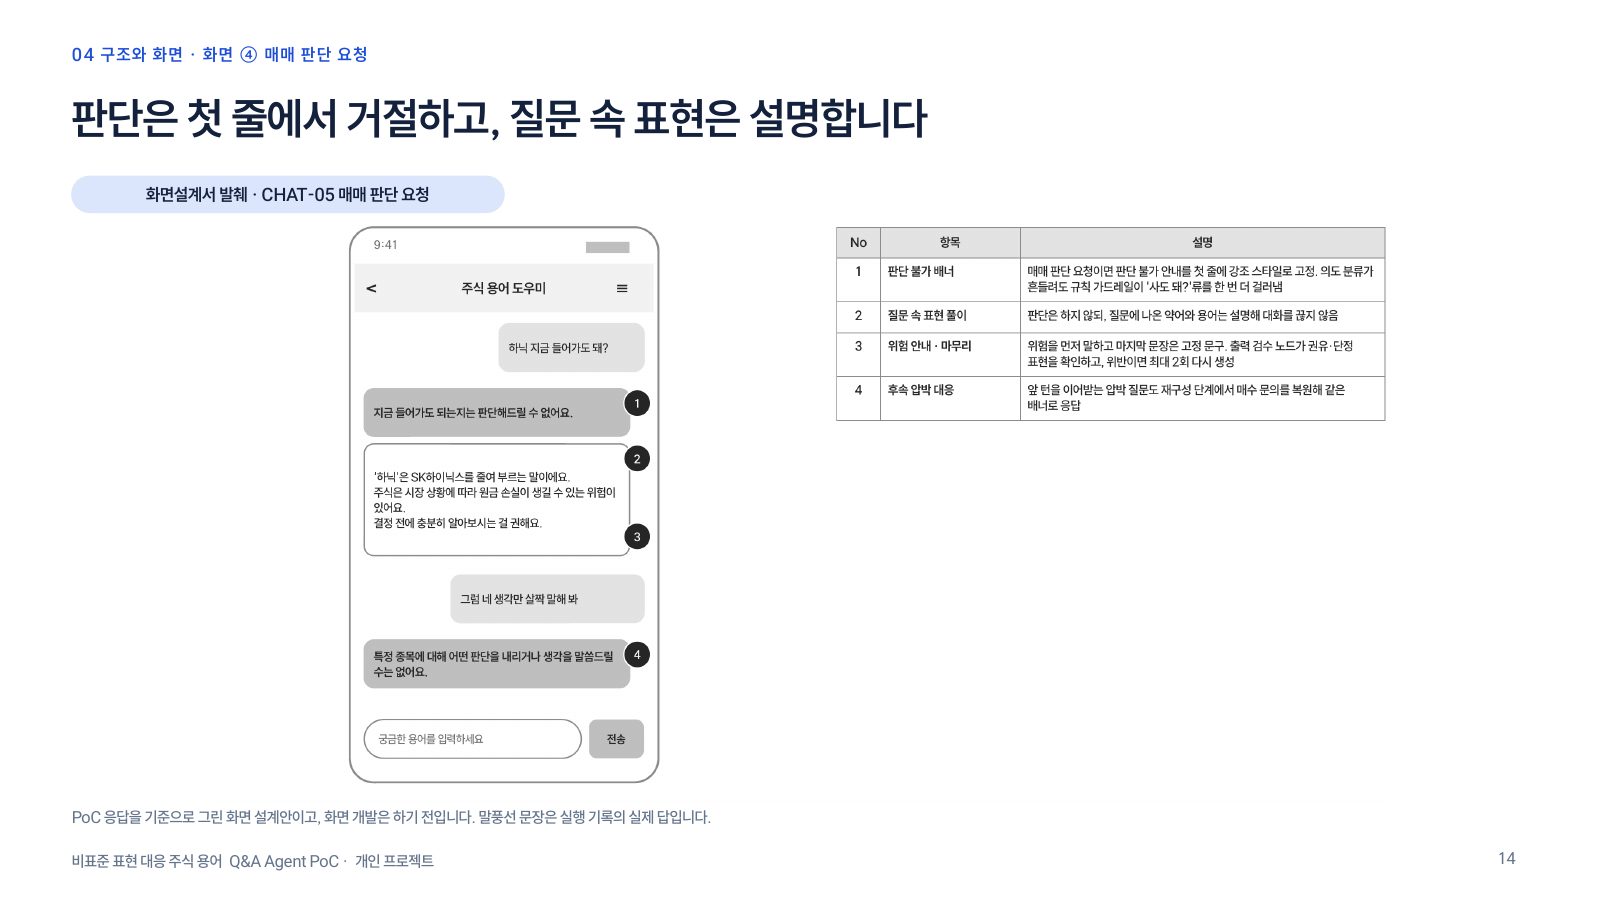 04 구조와 화면 · 화면 ④ 매매 판단 요청
판단은 첫 줄에서 거절하고, 질문 속 표현은 설명합니다
화면설계서 발췌 · CHAT-05 매매 판단 요청
9:41
<
주식 용어 도우미
≡
하닉 지금 들어가도 돼?
지금 들어가도 되는지는 판단해드릴 수 없어요.
1
2
'하닉'은 SK하이닉스를 줄여 부르는 말이에요.
주식은 시장 상황에 따라 원금 손실이 생길 수 있는 위험이
있어요.
결정 전에 충분히 알아보시는 걸 권해요.
3
그럼 네 생각만 살짝 말해 봐
특정 종목에 대해 어떤 판단을 내리거나 생각을 말씀드릴
수는 없어요.
4
궁금한 용어를 입력하세요
전송
No 항목 설명
1 판단 불가 배너 매매 판단 요청이면 판단 불가 안내를 첫 줄에 강조 스타일로 고정. 의도 분류가
흔들려도 규칙 가드레일이 '사도 돼?'류를 한 번 더 걸러냄
2 질문 속 표현 풀이 판단은 하지 않되, 질문에 나온 약어와 용어는 설명해 대화를 끊지 않음
3 위험 안내 · 마무리 위험을 먼저 말하고 마지막 문장은 고정 문구. 출력 검수 노드가 권유·단정
표현을 확인하고, 위반이면 최대 2회 다시 생성
4 후속 압박 대응 앞 턴을 이어받는 압박 질문도 재구성 단계에서 매수 문의를 복원해 같은
배너로 응답
PoC 응답을 기준으로 그린 화면 설계안이고, 화면 개발은 하기 전입니다. 말풍선 문장은 실행 기록의 실제 답입니다.
비표준 표현 대응 주식 용어 Q&A Agent PoC · 개인 프로젝트
14